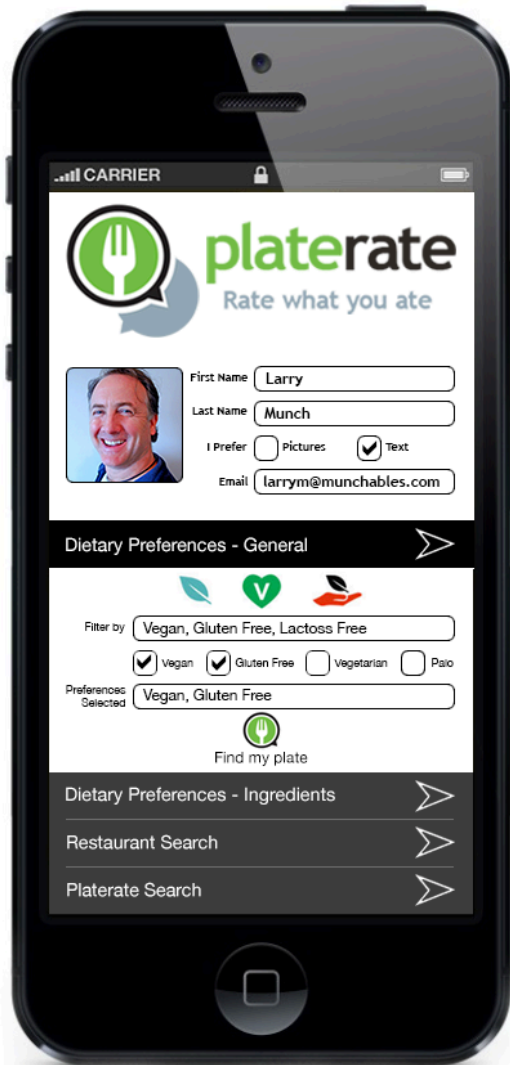 CARRIER
platerate
Rate what you ate
First Name Larry
Last Name Munch
I Prefer Pictures Text
Email larrym@munchables.com
Dietary Preferences - General
V
Filter by Vegan, Gluten Free, Lactoss Free
Vegan Gluten Free Vegetarian Palo
Preferences Selected Vegan, Gluten Free
Find my plate
Dietary Preferences - Ingredients
Restaurant Search
Platerate Search